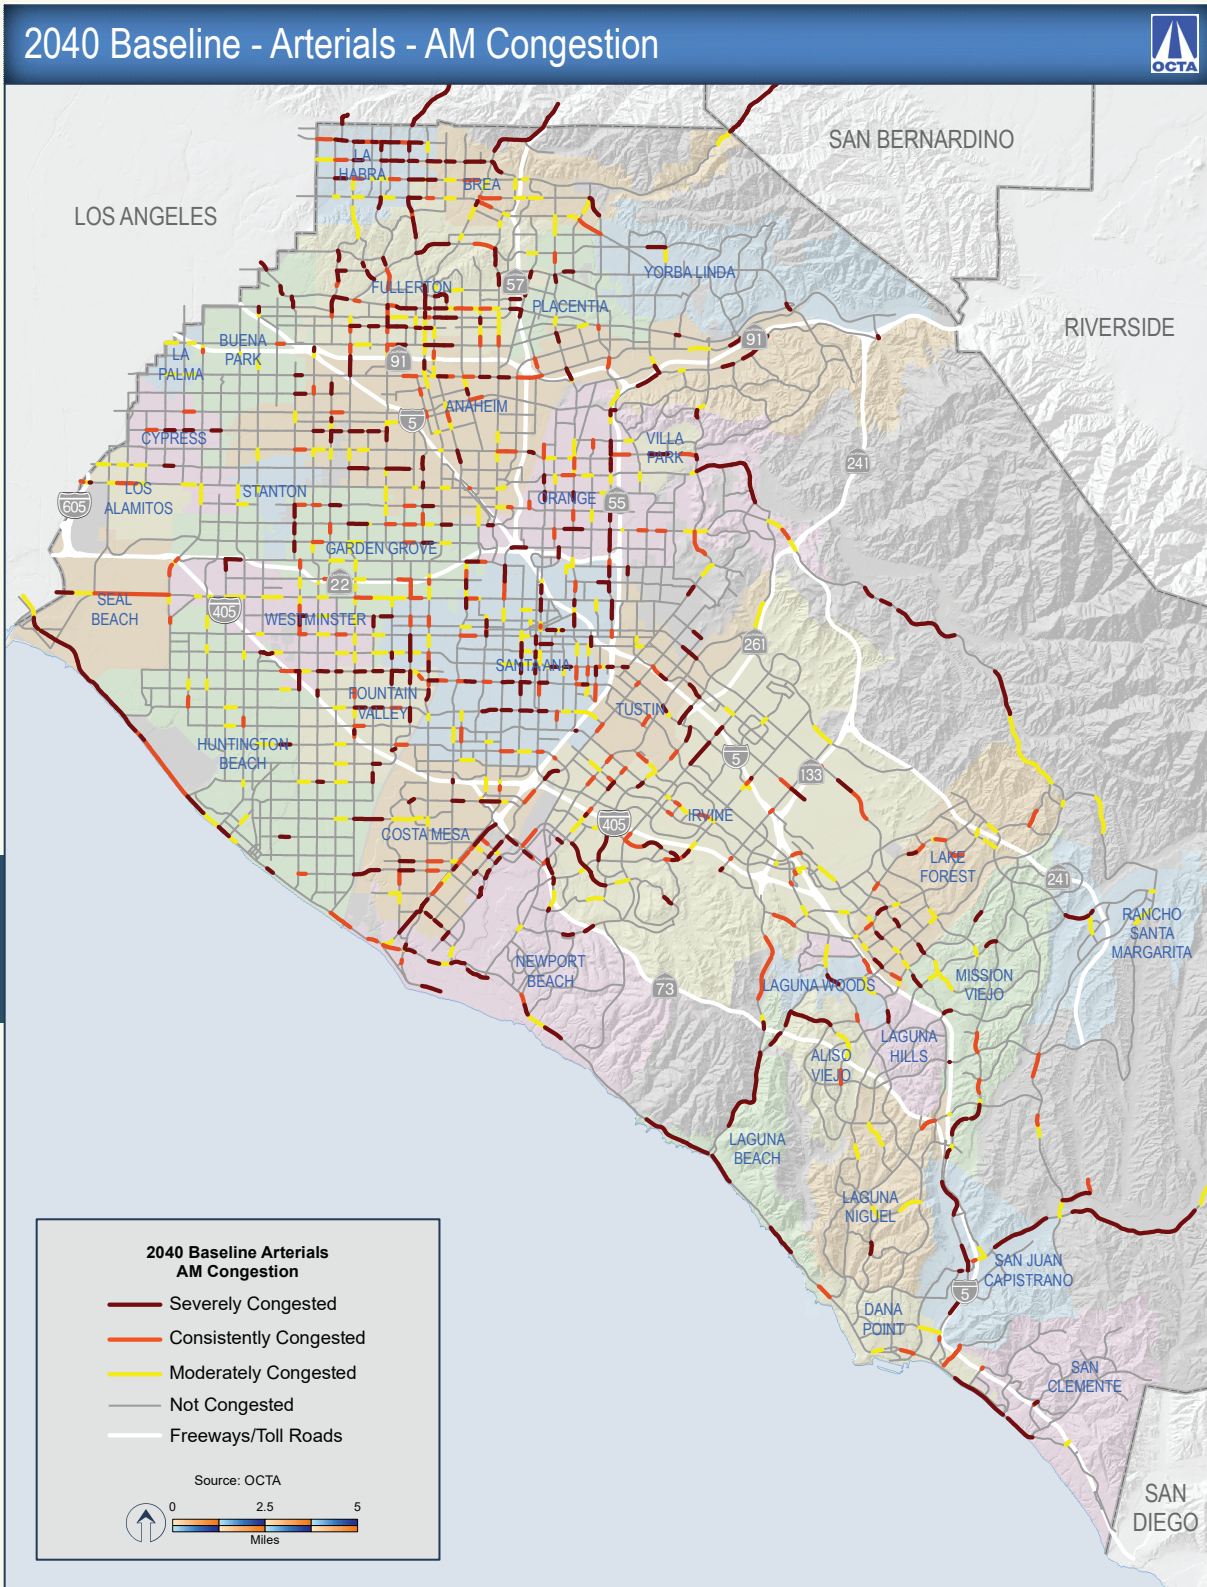 2040 Baseline - Arterials - AM Congestion
OCTA
SAN BERNARDINO
LOS ANGELES
LA
HABRA
BREA
YORBA LINDA
FULLERTON
57
PLACENTIA
RIVERSIDE
BUENA
PARK
91
91
LA
PALMA
ANAHEIM
5
CYPRESS
VILLA
PARK
241
LOS
ALAMITOS
STANTON
ORANGE
55
605
GARDEN GROVE
22
SEAL
BEACH
405
WESTMINSTER
261
SANTA ANA
FOUNTAIN
VALLEY
TUSTIN
HUNTINGTON
BEACH
5
133
IRVINE
405
COSTA MESA
LAKE
FOREST
241
RANCHO
SANTA
MARGARITA
NEWPORT
BEACH
73
LAGUNA WOODS
MISSION
VIEJO
LAGUNA
HILLS
ALISO
VIEJO
LAGUNA
BEACH
LAGUNA
NIGUEL
SAN JUAN
CAPISTRANO
5
DANA
POINT
SAN
CLEMENTE
SAN
DIEGO
2040 Baseline Arterials
AM Congestion
Severely Congested
Consistently Congested
Moderately Congested
Not Congested
Freeways/Toll Roads
Source: OCTA
0 2.5 5
Miles